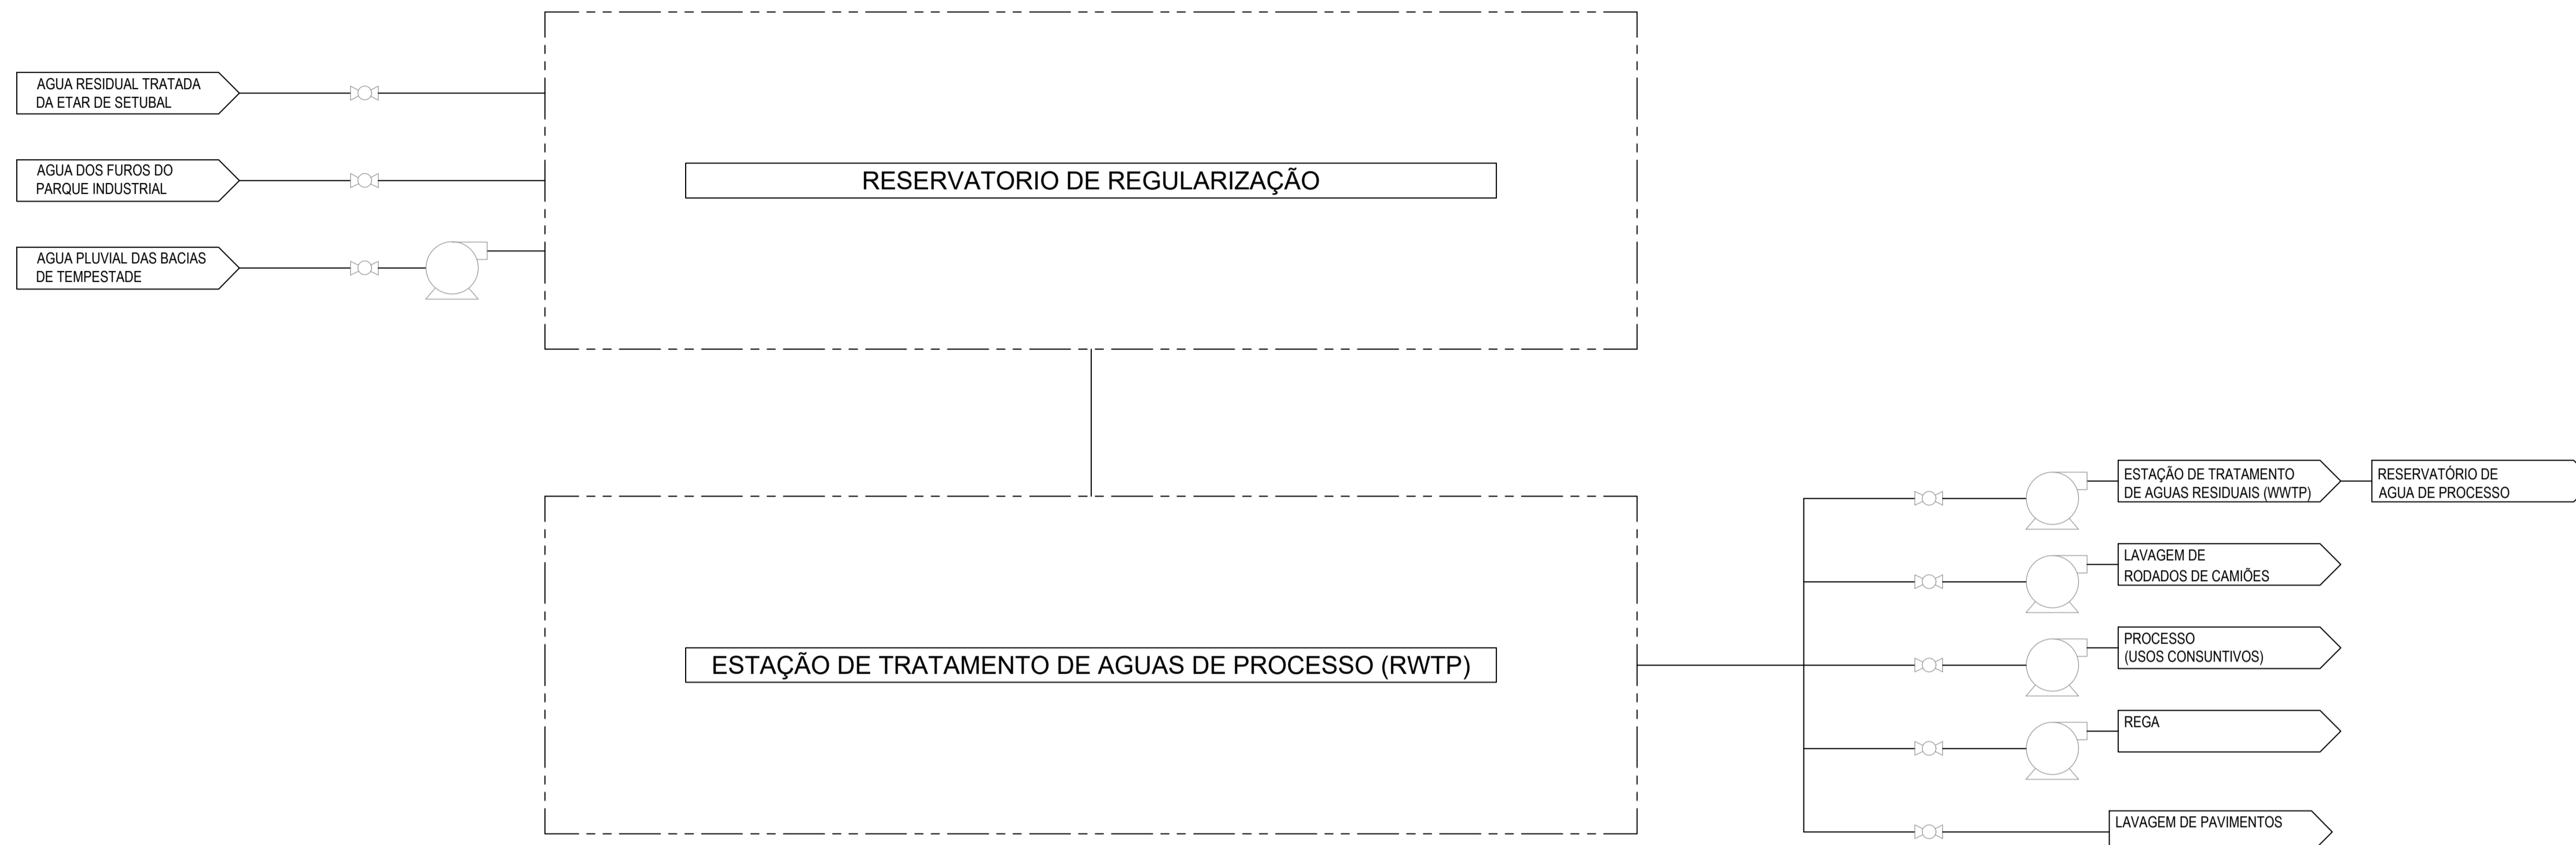 AGUA RESIDUAL TRATADA
DA ETAR DE SETUBAL
AGUA DOS FUROS DO
PARQUE INDUSTRIAL
AGUA PLUVIAL DAS BACIAS
DE TEMPESTADE
RESERVATORIO DE REGULARIZAÇÃO
ESTAÇÃO DE TRATAMENTO DE AGUAS DE PROCESSO (RWTP)
ESTAÇÃO DE TRATAMENTO
DE AGUAS RESIDUAIS (WWTP)
RESERVATÓRIO DE
AGUA DE PROCESSO
LAVAGEM DE
RODADOS DE CAMIÕES
PROCESSO
(USOS CONSUNTIVOS)
REGA
LAVAGEM DE PAVIMENTOS